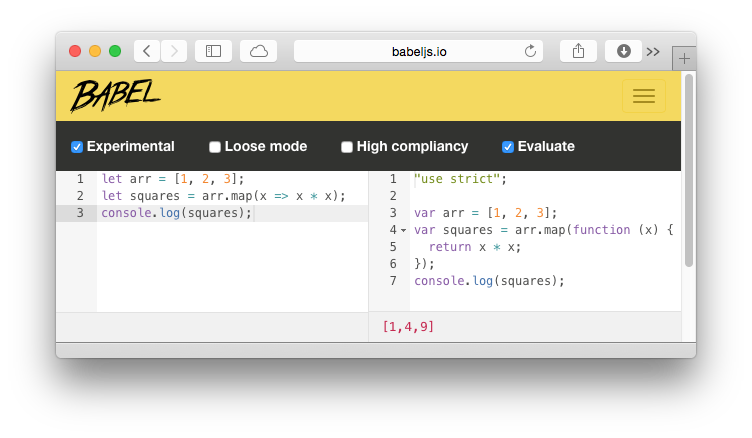 babeljs.io
BABEL
Experimental Loose mode High compliancy Evaluate
1 let arr = [1, 2, 3];
2 let squares = arr.map(x => x * x);
3 console.log(squares);
1 "use strict";
2
3 var arr = [1, 2, 3];
4 var squares = arr.map(function (x) {
5 return x * x;
6 });
7 console.log(squares);
[1,4,9]